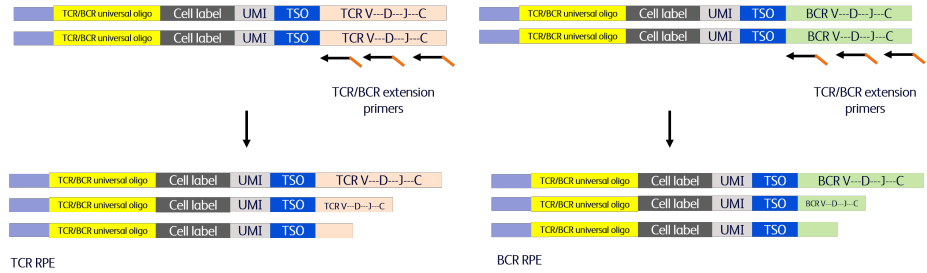 TCR/BCR universal oligo Cell label UMI TSO TCR V---D---J---C
TCR/BCR universal oligo Cell label UMI TSO TCR V---D---J---C
TCR/BCR extension
primers
TCR/BCR universal oligo Cell label UMI TSO TCR V---D---J---C
TCR/BCR universal oligo Cell label UMI TSO TCR V---D---J---C
TCR/BCR universal oligo Cell label UMI TSO
TCR RPE
TCR/BCR universal oligo Cell label UMI TSO BCR V---D---J---C
TCR/BCR universal oligo Cell label UMI TSO BCR V---D---J---C
TCR/BCR extension
primers
TCR/BCR universal oligo Cell label UMI TSO BCR V---D---J---C
TCR/BCR universal oligo Cell label UMI TSO BCR V---D---J---C
TCR/BCR universal oligo Cell label UMI TSO
BCR RPE